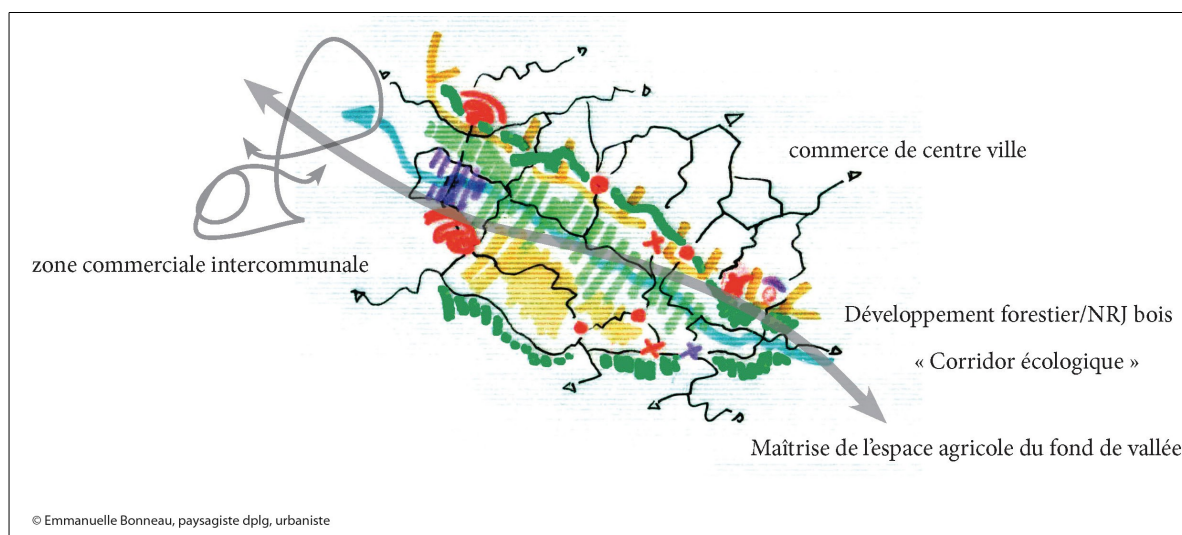 commerce de centre ville
zone commerciale intercommunale
Développement forestier/NRJ bois
« Corridor écologique »
Maîtrise de l’espace agricole du fond de vallée
© Emmanuelle Bonneau, paysagiste dplg, urbaniste